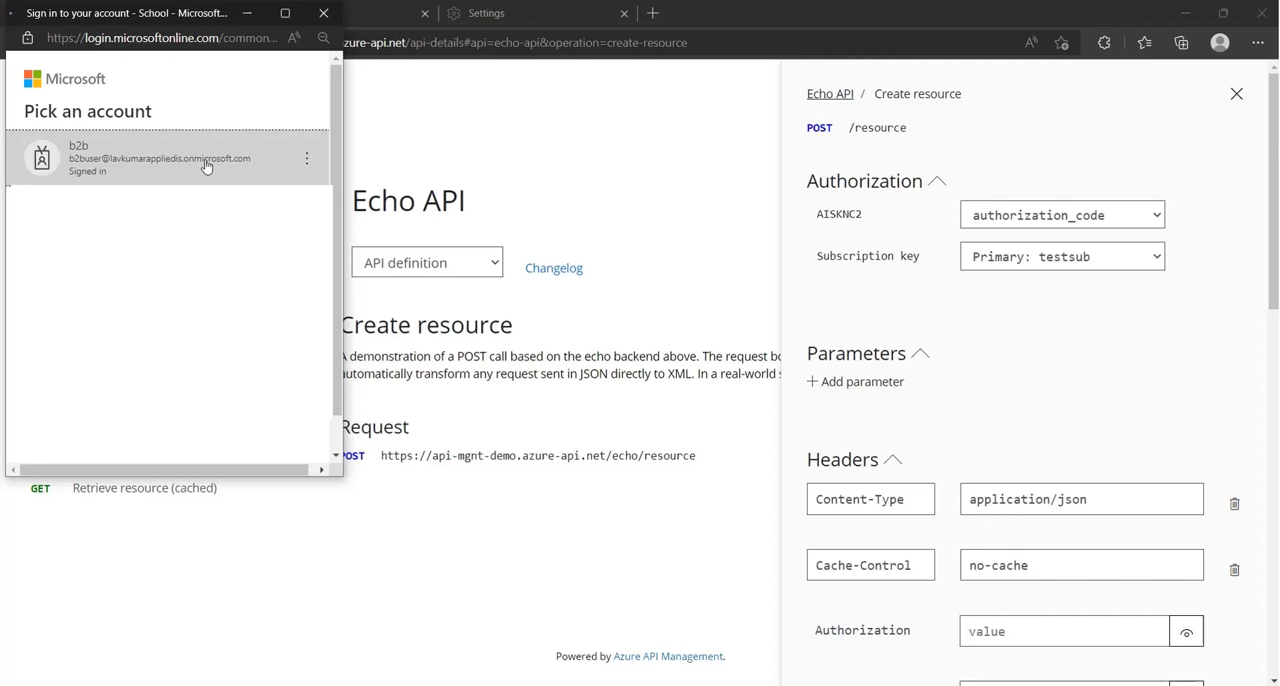 Sign in to your account - School - Microsoft...
https://login.microsoftonline.com/common...
Microsoft
Pick an account
b2b
b2buser@lavkumarappliedis.onmicrosoft.com
Signed in
Settings
zure-api.net/api-details#api=echo-api&operation=create-resource
Echo API
API definition
Changelog
Create resource
A demonstration of a POST call based on the echo backend above. The request bo
automatically transform any request sent in JSON directly to XML. In a real-world s
Request
POST https://api-mgnt-demo.azure-api.net/echo/resource
GET Retrieve resource (cached)
Powered by Azure API Management.
Echo API / Create resource
POST /resource
Authorization
AISKNC2 authorization_code
Subscription key Primary: testsub
Parameters
+ Add parameter
Headers
Content-Type application/json
Cache-Control no-cache
Authorization value